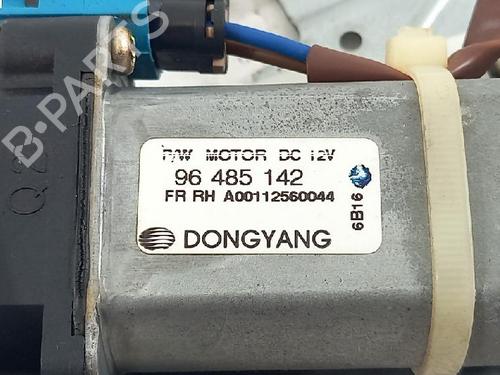 P/W MOTOR DC 12V
96 485 142
FR RH A00112560044
6B16
DONGYANG
B-PARTS